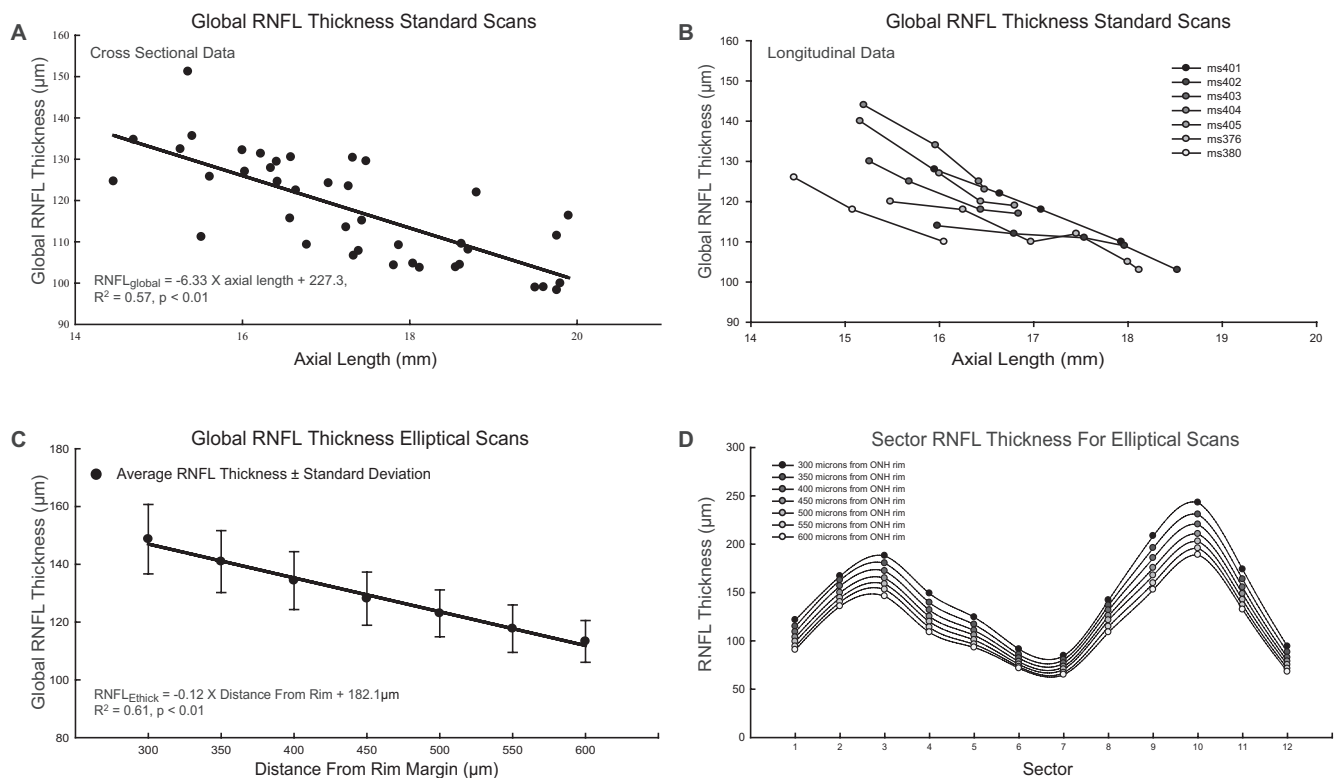 A
Global RNFL Thickness Standard Scans
Cross Sectional Data
Global RNFL Thickness (µm)
160
150
140
130
120
110
100
90
RNFLglobal = -6.33 X axial length + 227.3,
R² = 0.57, p < 0.01
14
16
18
20
Axial Length (mm)
B
Global RNFL Thickness Standard Scans
Longitudinal Data
Global RNFL Thickness (µm)
160
150
140
130
120
110
100
90
ms401
ms402
ms403
ms404
ms405
ms376
ms380
14
15
16
17
18
19
20
Axial Length (mm)
C
Global RNFL Thickness Elliptical Scans
Average RNFL Thickness ± Standard Deviation
Global RNFL Thickness (µm)
180
160
140
120
100
80
RNFLEthick = -0.12 X Distance From Rim + 182.1µm
R² = 0.61, p < 0.01
300
350
400
450
500
550
600
Distance From Rim Margin (µm)
D
Sector RNFL Thickness For Elliptical Scans
RNFL Thickness (µm)
300
250
200
150
100
50
0
300 microns from ONH rim
350 microns from ONH rim
400 microns from ONH rim
450 microns from ONH rim
500 microns from ONH rim
550 microns from ONH rim
600 microns from ONH rim
1
2
3
4
5
6
7
8
9
10
11
12
Sector